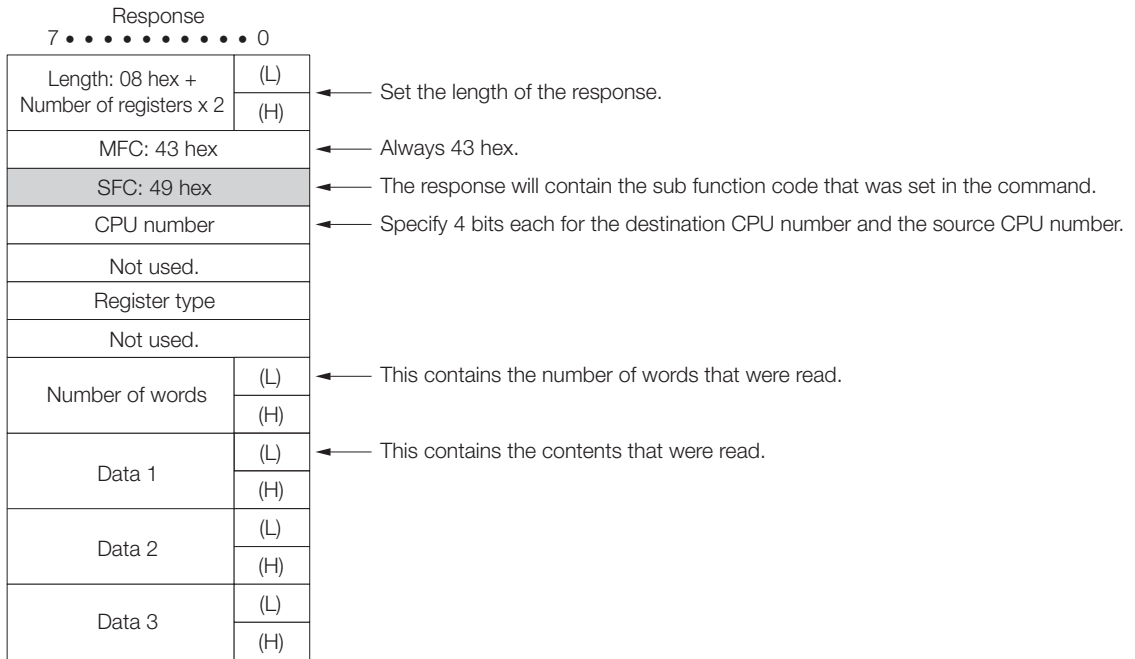 Response
7 • • • • • • • • • • 0
Length: 08 hex +
Number of registers x 2
(L)
(H)
Set the length of the response.
MFC: 43 hex
Always 43 hex.
SFC: 49 hex
The response will contain the sub function code that was set in the command.
CPU number
Specify 4 bits each for the destination CPU number and the source CPU number.
Not used.
Register type
Not used.
Number of words
(L)
(H)
This contains the number of words that were read.
Data 1
(L)
(H)
This contains the contents that were read.
Data 2
(L)
(H)
Data 3
(L)
(H)